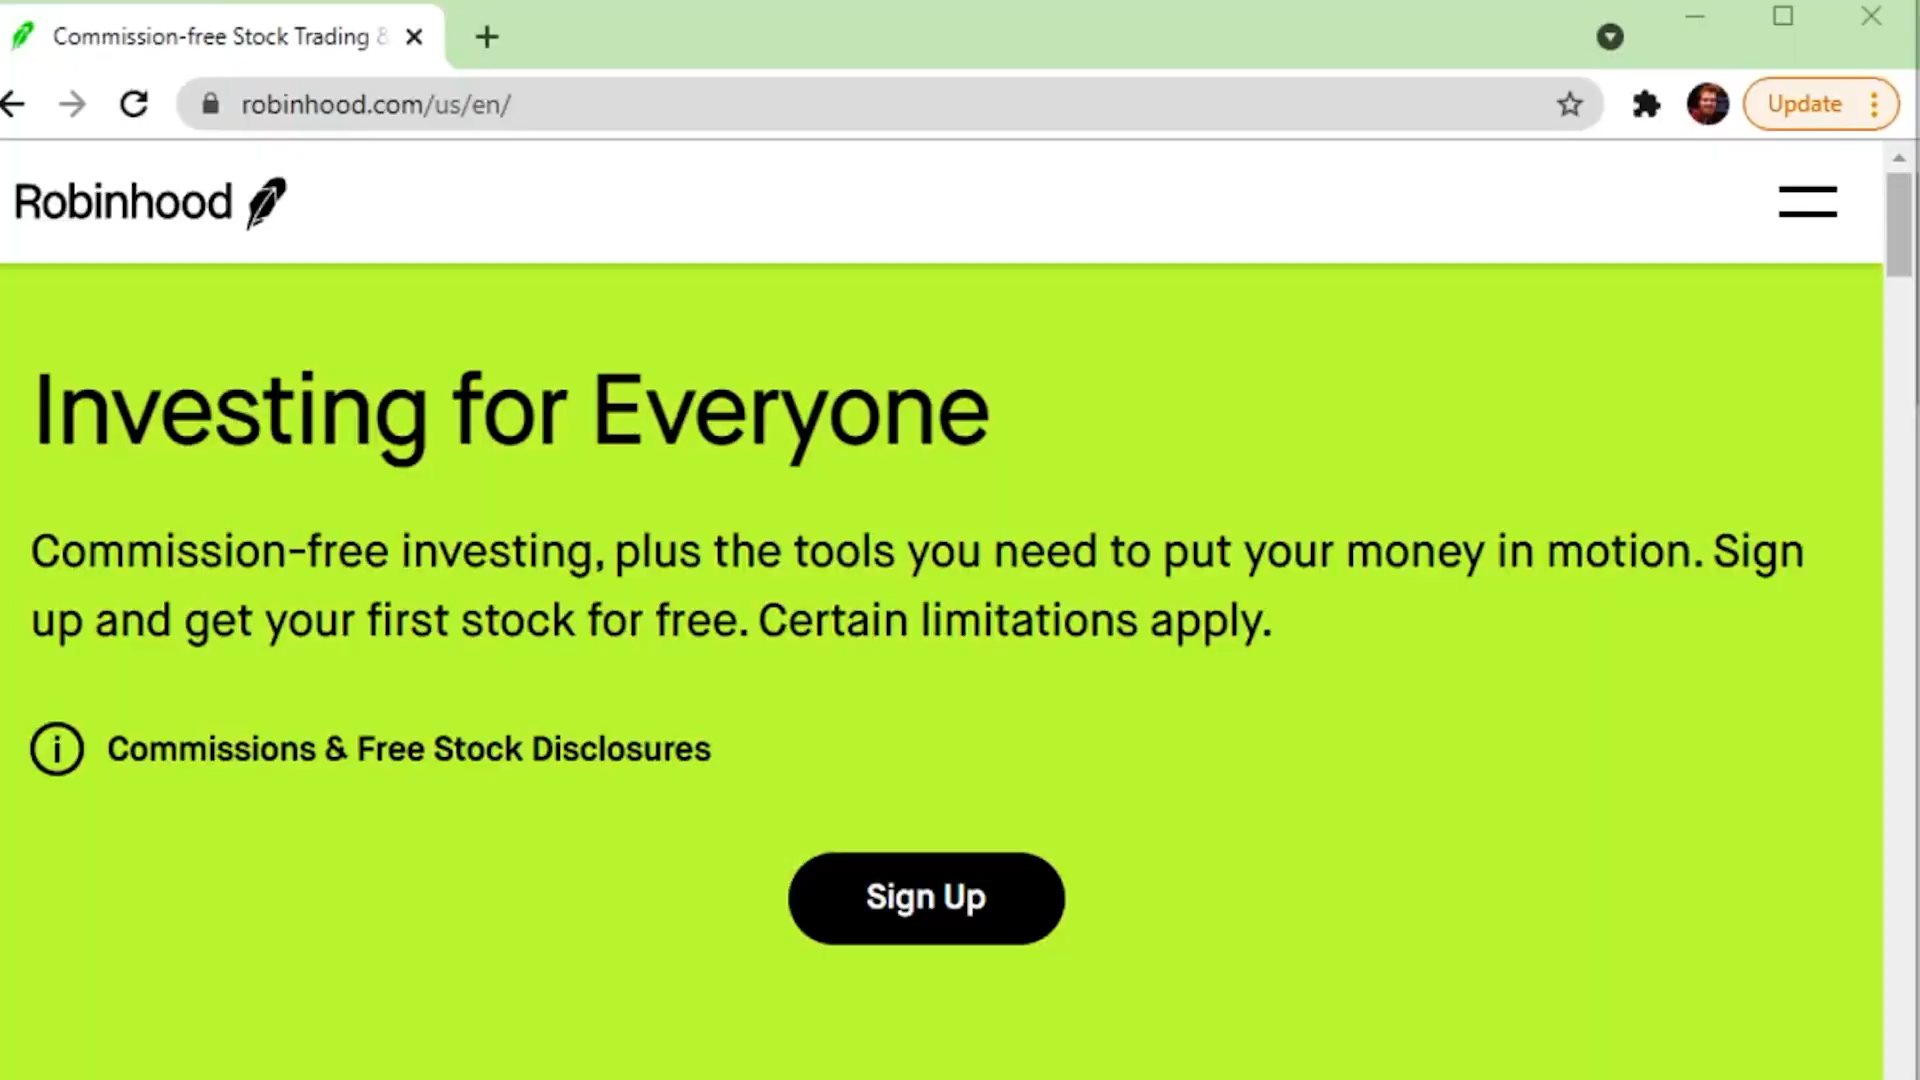 Commission-free Stock Trading &
robinhood.com/us/en/
Update
Robinhood
Investing for Everyone
Commission-free investing, plus the tools you need to put your money in motion. Sign
up and get your first stock for free. Certain limitations apply.
Commissions & Free Stock Disclosures
Sign Up